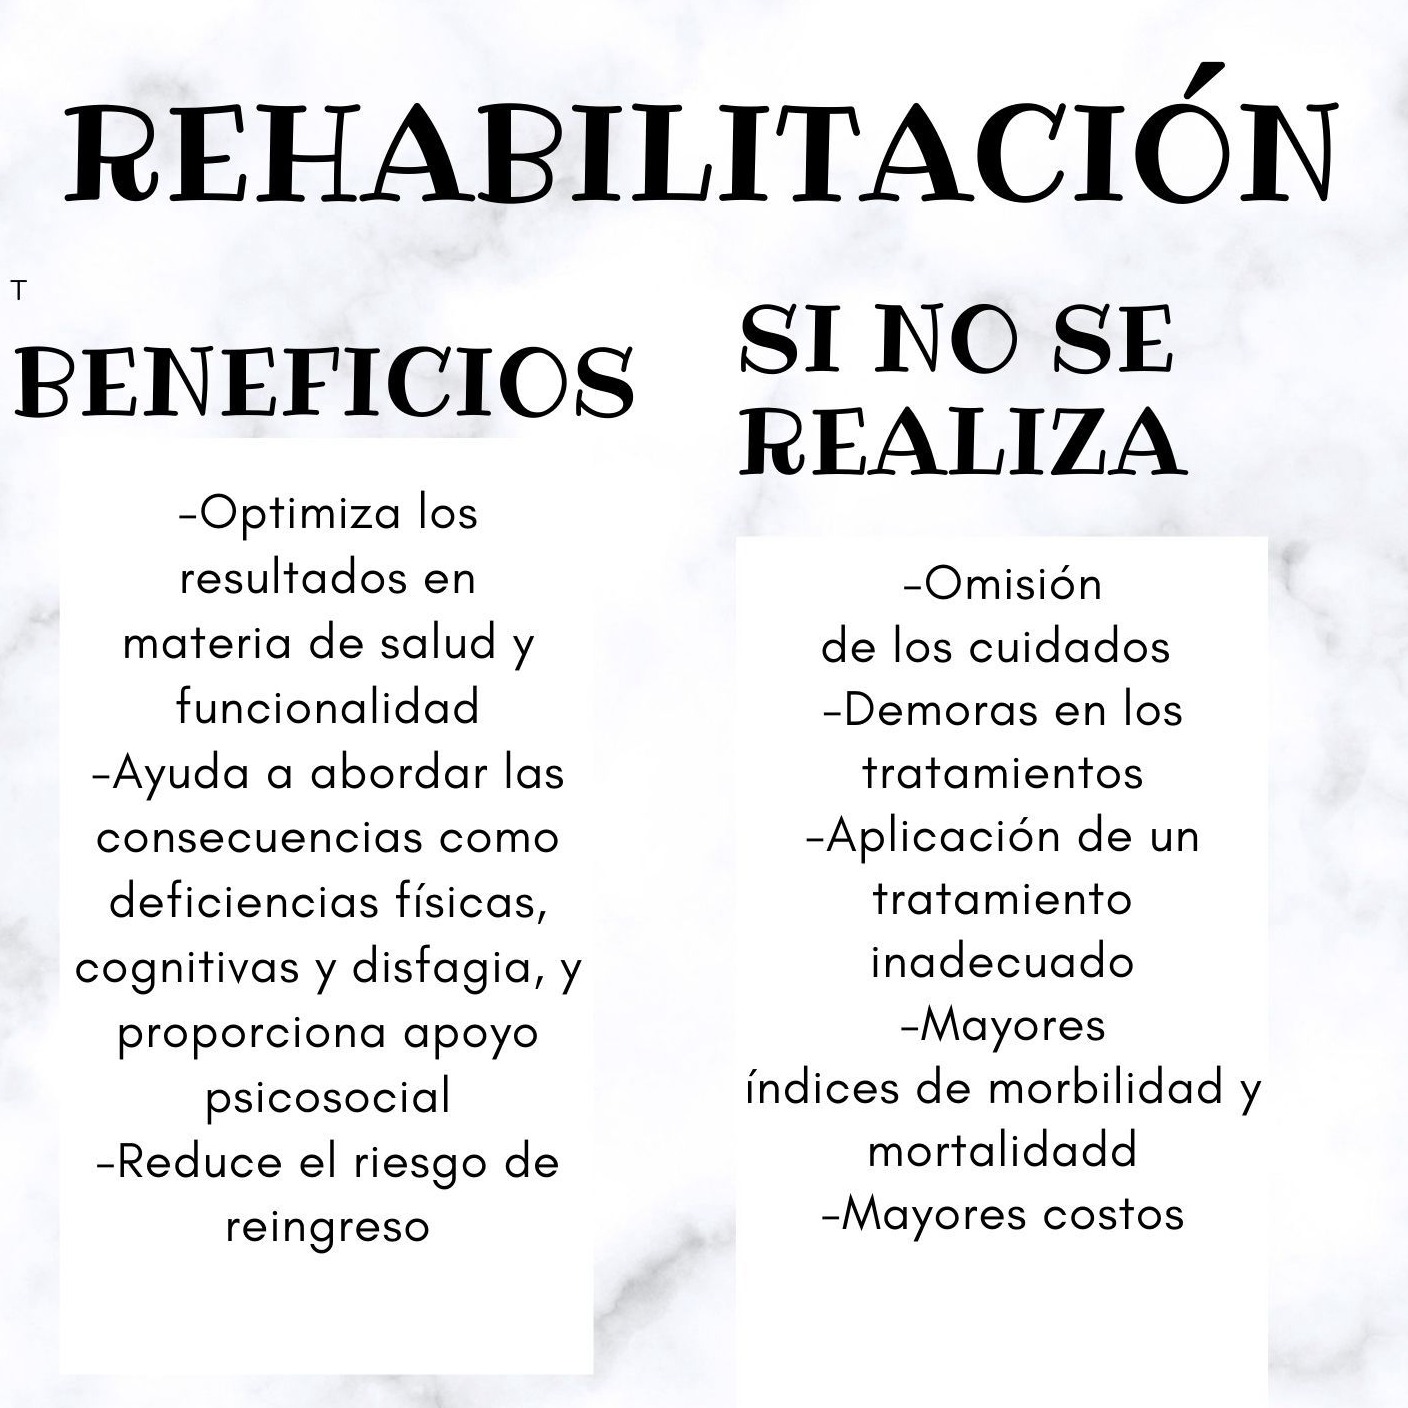 REHABILITACIÓN
T
BENEFICIOS
-Optimiza los
resultados en
materia de salud y
funcionalidad
-Ayuda a abordar las
consecuencias como
deficiencias físicas,
cognitivas y disfagia, y
proporciona apoyo
psicosocial
-Reduce el riesgo de
reingreso
SI NO SE
REALIZA
-Omisión
de los cuidados
-Demoras en los
tratamientos
-Aplicación de un
tratamiento
inadecuado
-Mayores
índices de morbilidad y
mortalidadd
-Mayores costos